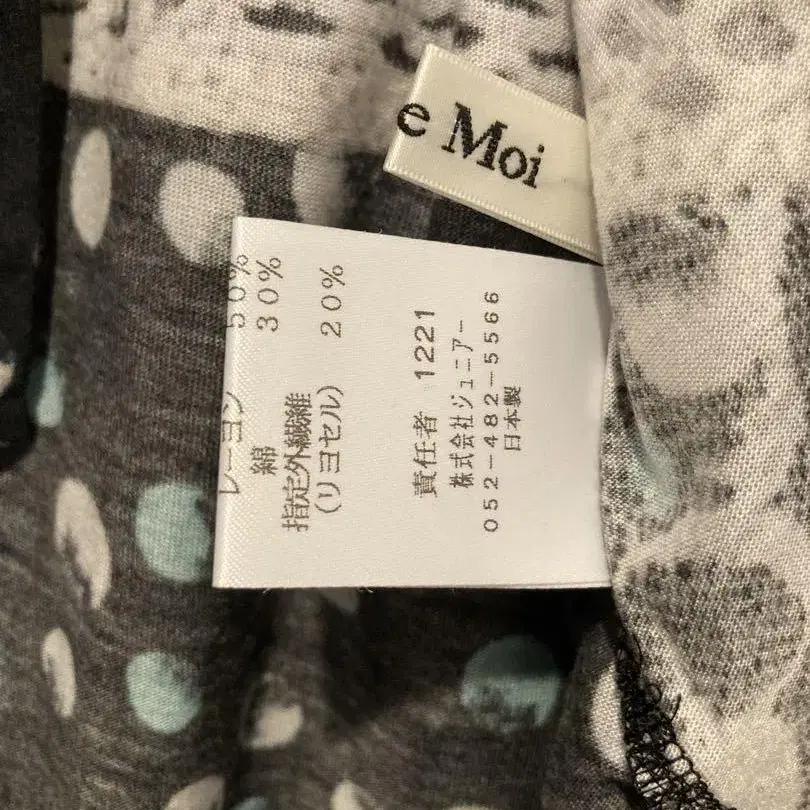 e Moi
レーヨン 50%
綿 30%
指定外繊維
(リヨセル) 20%
責任者 1221
株式会社ジュニアー
052-482-5566
日本製